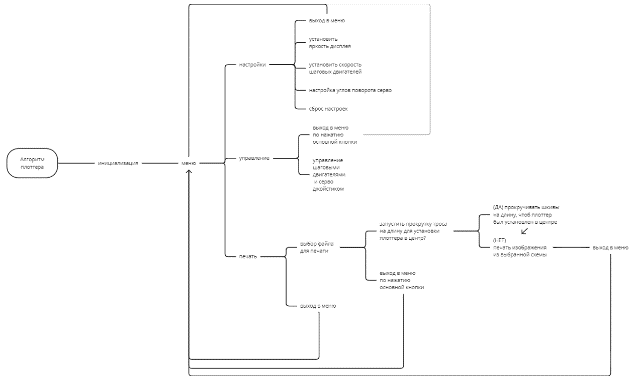 Алгоритм
плоттера
инициализация
меню
настройки
выход в меню
установить
яркость дисплея
установить скорость
шаговых двигателей
настройка углов поворота серво
сброс настроек
управление
выход в меню
по нажатию
основной кнопки
управление
шаговыми
двигателями
и серво
джойстиком
печать
выбор файла
для печати
запустить прокрутку троса
на длину для установки
плоттера в центр?
(ДА) прокручивать шкивы
на длину, чтоб плоттер
был установлен в центре
(НЕТ)
печать изображения
из выбранной схемы
выход в меню
выход в меню
по нажатию
основной кнопки
выход в меню